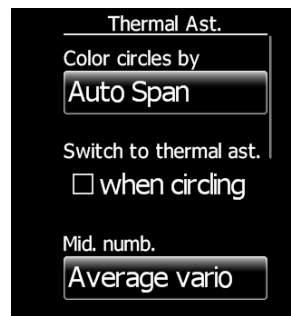 Thermal Ast.
Color circles by
Auto Span
Switch to thermal ast.
☐ when circling
Mid. numb.
Average vario